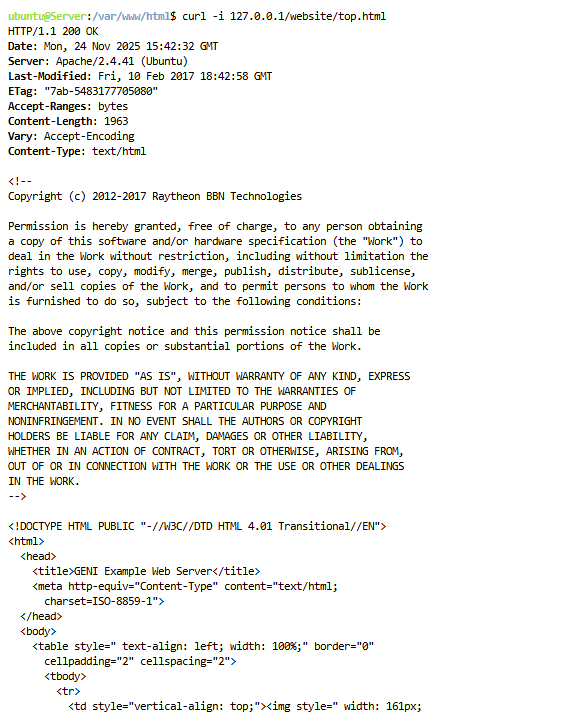 ubuntu@Server:/var/www/html$ curl -i 127.0.0.1/website/top.html
HTTP/1.1 200 OK
Date: Mon, 24 Nov 2025 15:42:32 GMT
Server: Apache/2.4.41 (Ubuntu)
Last-Modified: Fri, 10 Feb 2017 18:42:58 GMT
ETag: "7ab-5483177705080"
Accept-Ranges: bytes
Content-Length: 1963
Vary: Accept-Encoding
Content-Type: text/html

<!--
Copyright (c) 2012-2017 Raytheon BBN Technologies

Permission is hereby granted, free of charge, to any person obtaining
a copy of this software and/or hardware specification (the "Work") to
deal in the Work without restriction, including without limitation the
rights to use, copy, modify, merge, publish, distribute, sublicense,
and/or sell copies of the Work, and to permit persons to whom the Work
is furnished to do so, subject to the following conditions:

The above copyright notice and this permission notice shall be
included in all copies or substantial portions of the Work.

THE WORK IS PROVIDED "AS IS", WITHOUT WARRANTY OF ANY KIND, EXPRESS
OR IMPLIED, INCLUDING BUT NOT LIMITED TO THE WARRANTIES OF
MERCHANTABILITY, FITNESS FOR A PARTICULAR PURPOSE AND
NONINFRINGEMENT. IN NO EVENT SHALL THE AUTHORS OR COPYRIGHT
HOLDERS BE LIABLE FOR ANY CLAIM, DAMAGES OR OTHER LIABILITY,
WHETHER IN AN ACTION OF CONTRACT, TORT OR OTHERWISE, ARISING FROM,
OUT OF OR IN CONNECTION WITH THE WORK OR THE USE OR OTHER DEALINGS
IN THE WORK.
-->

<!DOCTYPE HTML PUBLIC "-//W3C//DTD HTML 4.01 Transitional//EN">
<html>
  <head>
    <title>GENI Example Web Server</title>
    <meta http-equiv="Content-Type" content="text/html;
      charset=ISO-8859-1">
  </head>
  <body>
    <table style=" text-align: left; width: 100%;" border="0"
      cellpadding="2" cellspacing="2">
      <tbody>
        <tr>
          <td style="vertical-align: top;"><img style=" width: 161px;